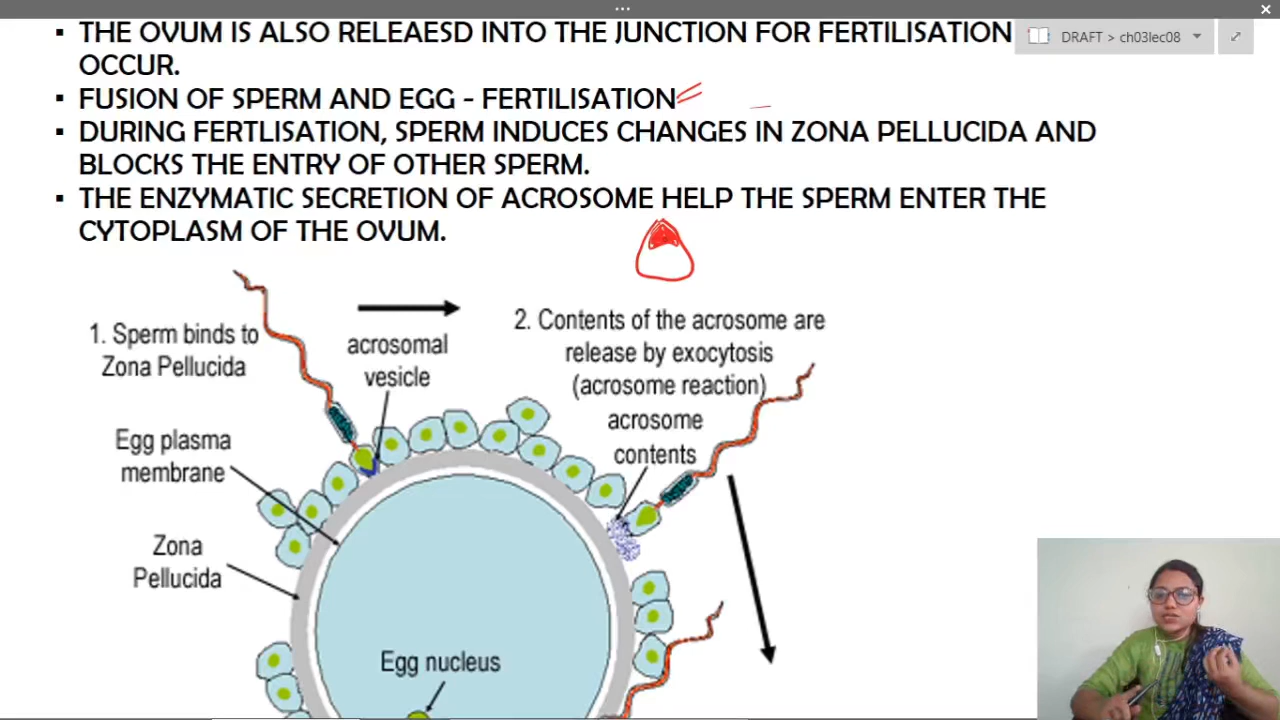 THE OVUM IS ALSO RELEAESD INTO THE JUNCTION FOR FERTILISATION
OCCUR.
FUSION OF SPERM AND EGG - FERTILISATION
DURING FERTLISATION, SPERM INDUCES CHANGES IN ZONA PELLUCIDA AND
BLOCKS THE ENTRY OF OTHER SPERM.
THE ENZYMATIC SECRETION OF ACROSOME HELP THE SPERM ENTER THE
CYTOPLASM OF THE OVUM.
DRAFT > ch03lec08
1. Sperm binds to
Zona Pellucida
acrosomal
vesicle
2. Contents of the acrosome are
release by exocytosis
(acrosome reaction)
acrosome
contents
Egg plasma
membrane
Zona
Pellucida
Egg nucleus